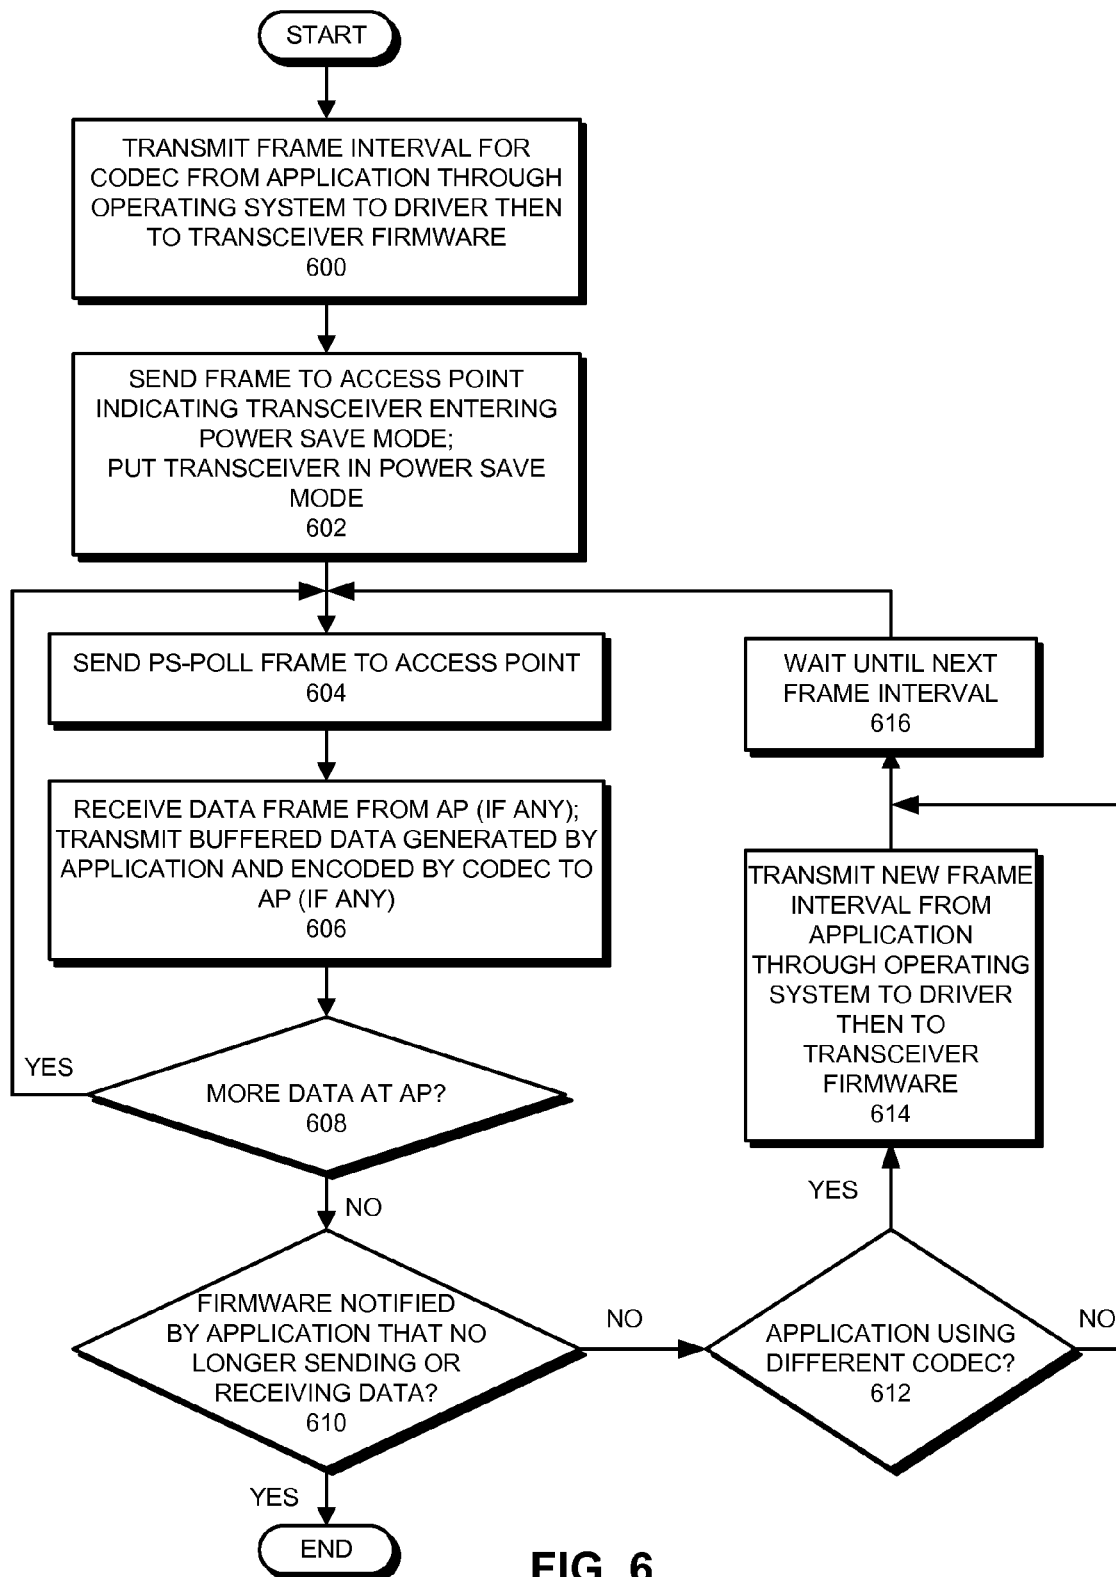 START
TRANSMIT FRAME INTERVAL FOR
CODEC FROM APPLICATION THROUGH
OPERATING SYSTEM TO DRIVER THEN
TO TRANSCEIVER FIRMWARE
600
SEND FRAME TO ACCESS POINT
INDICATING TRANSCEIVER ENTERING
POWER SAVE MODE;
PUT TRANSCEIVER IN POWER SAVE
MODE
602
SEND PS-POLL FRAME TO ACCESS POINT
604
WAIT UNTIL NEXT
FRAME INTERVAL
616
RECEIVE DATA FRAME FROM AP (IF ANY);
TRANSMIT BUFFERED DATA GENERATED BY
APPLICATION AND ENCODED BY CODEC TO
AP (IF ANY)
606
TRANSMIT NEW FRAME
INTERVAL FROM
APPLICATION
THROUGH OPERATING
SYSTEM TO DRIVER
THEN TO
TRANSCEIVER
FIRMWARE
614
YES
MORE DATA AT AP?
608
NO
YES
FIRMWARE NOTIFIED
BY APPLICATION THAT NO
LONGER SENDING OR
RECEIVING DATA?
610
NO
APPLICATION USING
DIFFERENT CODEC?
612
NO
YES
END
FIG. 6